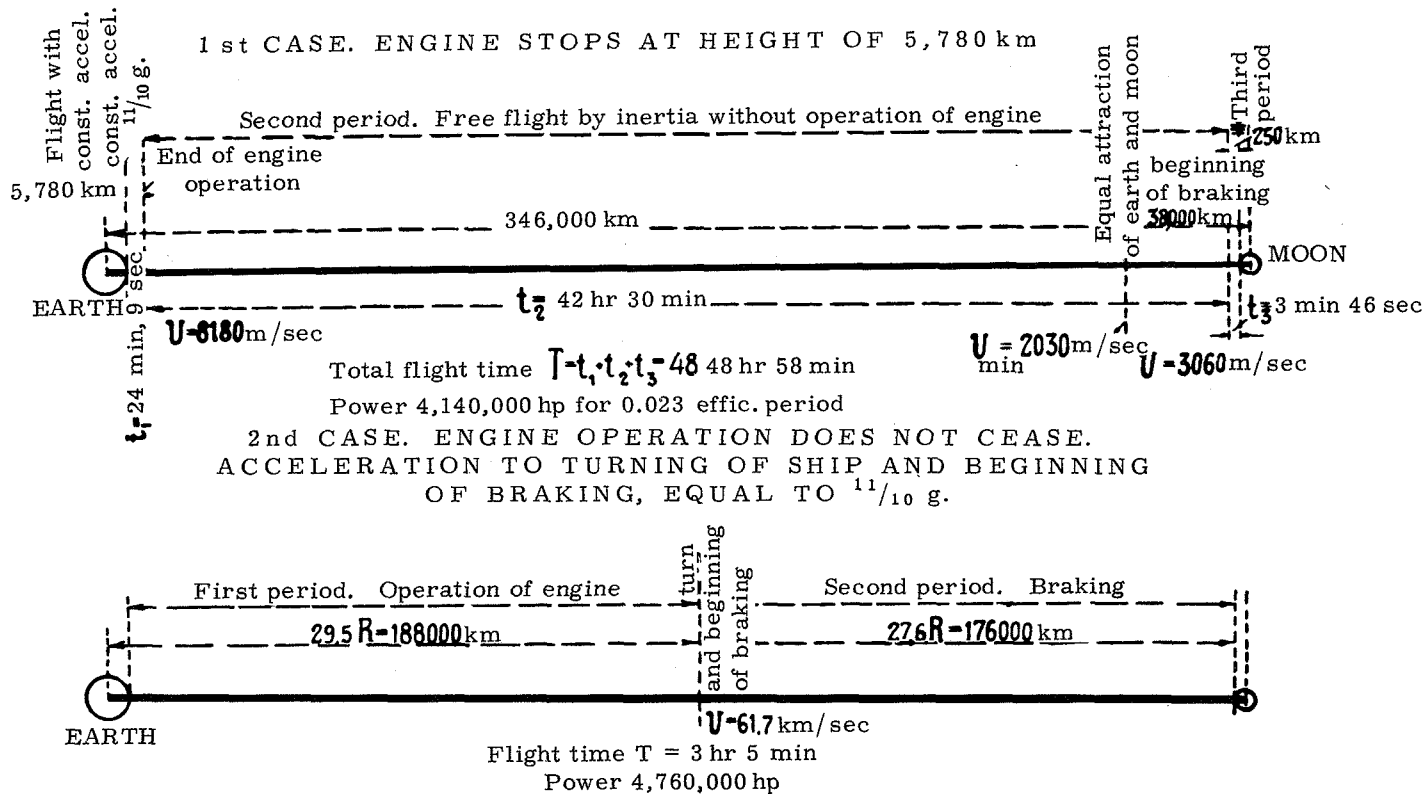 1 st CASE. ENGINE STOPS AT HEIGHT OF 5,780 km
Flight with
const. accel.
const. accel.
11/10 g.
Second period. Free flight by inertia without operation of engine
Equal attraction
of earth and moon
Third
period
250 km
End of engine
operation
beginning
of braking
5,780 km
346,000 km
38000 km
MOON
EARTH
t₁=24 min, 9 sec.
t₂= 42 hr 30 min
t₃=3 min 46 sec
U=8180 m/sec
U min = 2030 m/sec
U=3060 m/sec
Total flight time T=t₁+t₂+t₃=48 48 hr 58 min
Power 4,140,000 hp for 0.023 effic. period
2nd CASE. ENGINE OPERATION DOES NOT CEASE.
ACCELERATION TO TURNING OF SHIP AND BEGINNING
OF BRAKING, EQUAL TO 11/10 g.
First period. Operation of engine
turn
and beginning
of braking
Second period. Braking
29.5 R=188000 km
27.6 R=176000 km
EARTH
U=61.7 km/sec
Flight time T = 3 hr 5 min
Power 4,760,000 hp